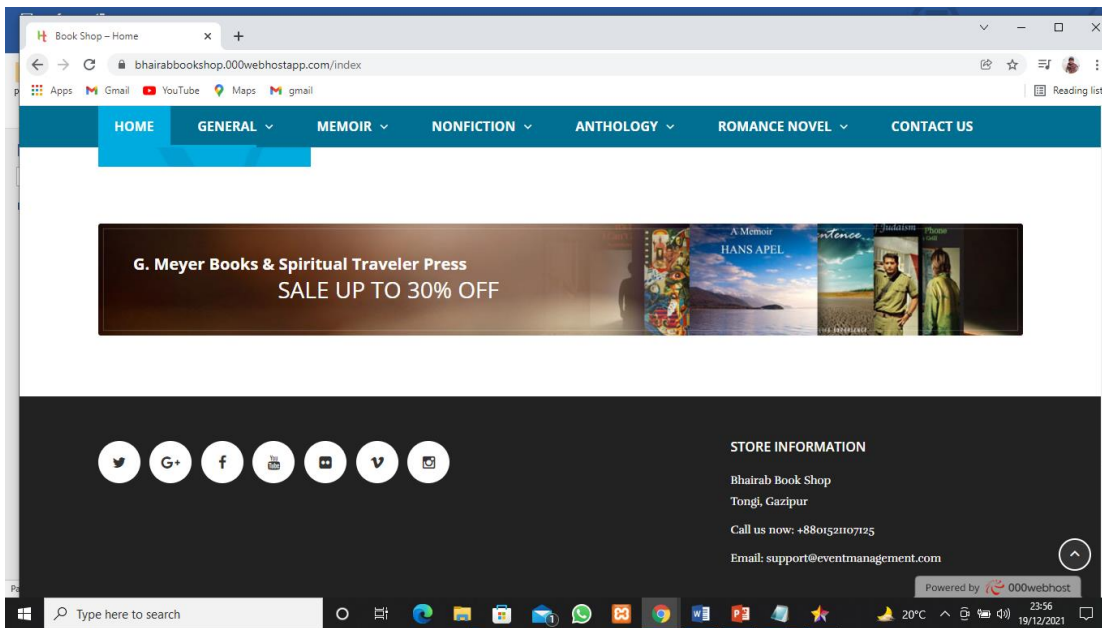 Book Shop – Home
bhairabbookshop.000webhostapp.com/index
Apps Gmail YouTube Maps gmail Reading list
HOME GENERAL MEMOIR NONFICTION ANTHOLOGY ROMANCE NOVEL CONTACT US
G. Meyer Books & Spiritual Traveler Press
SALE UP TO 30% OFF
A Memoir
HANS APEL
Judaism
Phone
STORE INFORMATION
Bhairab Book Shop
Tongi, Gazipur
Call us now: +8801521107125
Email: support@eventmanagement.com
Powered by 000webhost
Type here to search
20°C
23:56
19/12/2021